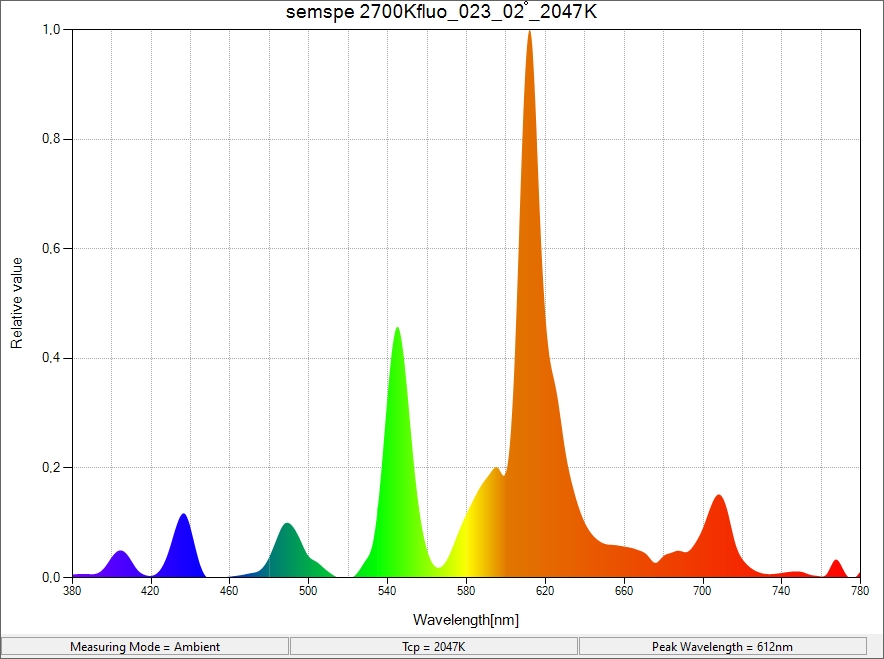 semspe 2700Kfluo_023_02°_2047K
1,0
0,8
0,6
0,4
0,2
0,0
Relative value
380 420 460 500 540 580 620 660 700 740 780
Wavelength[nm]
Measuring Mode = Ambient Tcp = 2047K Peak Wavelength = 612nm